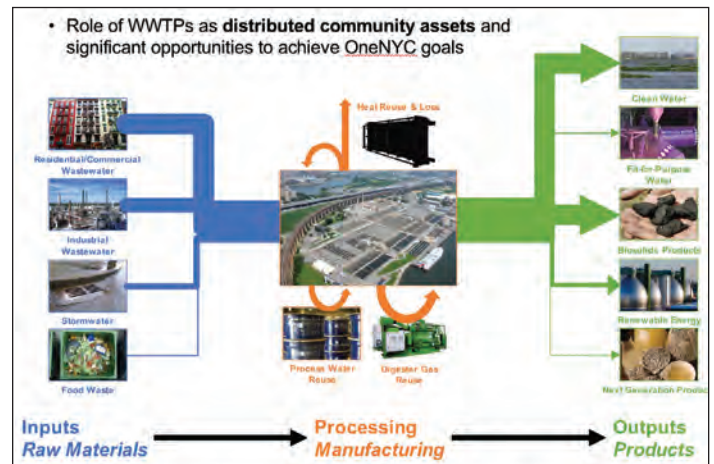 • Role of WWTPs as distributed community assets and
significant opportunities to achieve OneNYC goals
Residential/Commercial
Wastewater
Industrial
Wastewater
Stormwater
Food Waste
Heat Reuse & Loss
Process Water
Reuse
Digester Gas
Reuse
Clean Water
Fit-for-Purpose
Water
Biosolids Products
Renewable Energy
Next Generation Product
Inputs
Raw Materials
Processing
Manufacturing
Outputs
Products